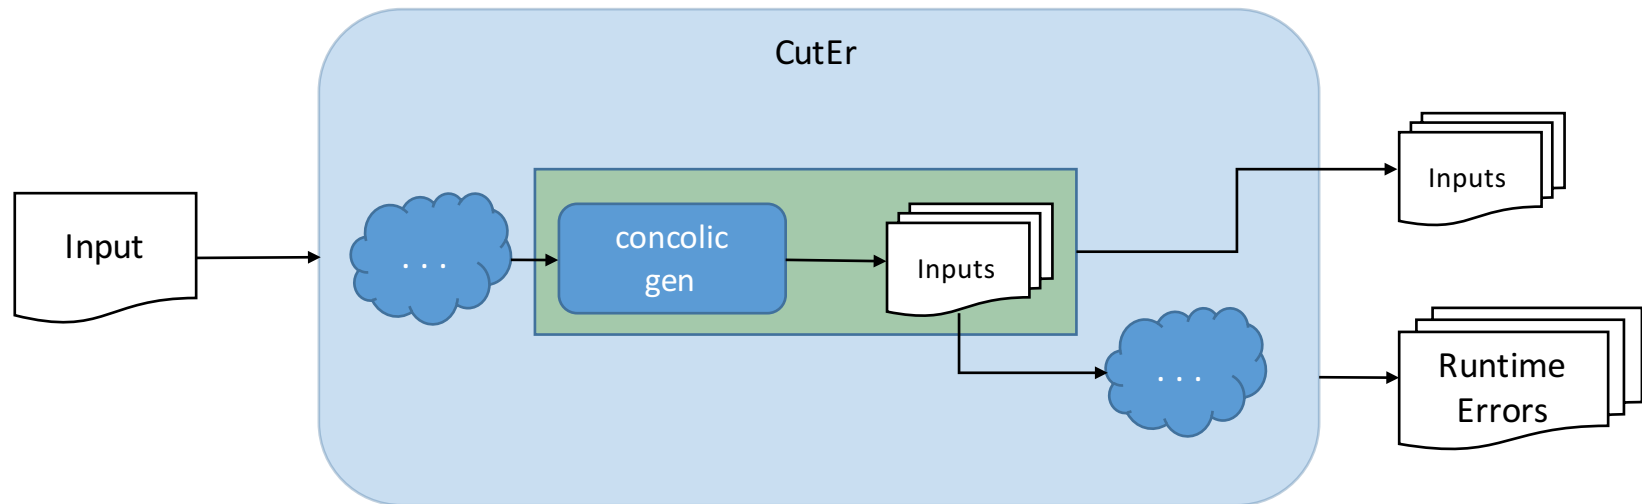 CutEr
Input
. . .
concolic
gen
Inputs
Inputs
. . .
Runtime
Errors